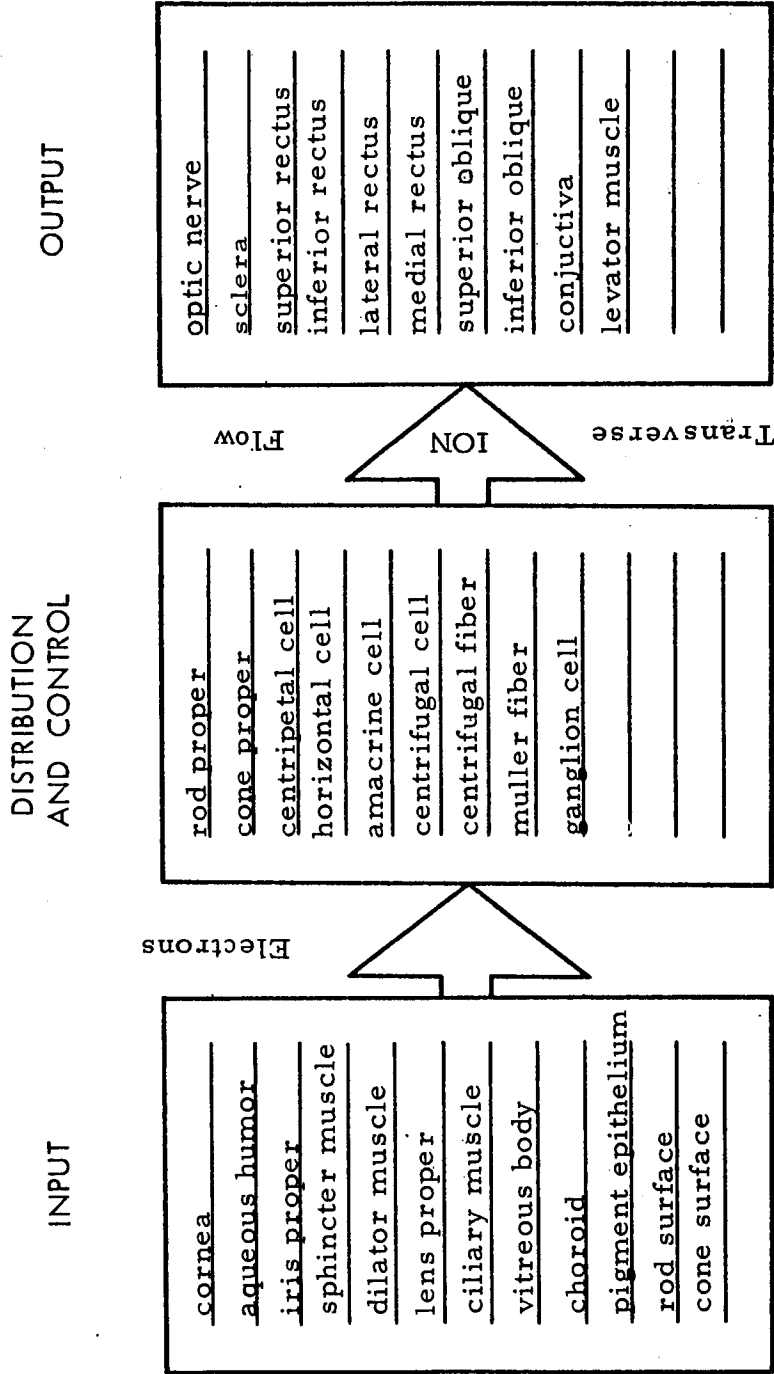 INPUT
cornea
aqueous humor
iris proper
sphincter muscle
dilator muscle
lens proper
ciliary muscle
vitreous body
choroid
pigment epithelium
rod surface
cone surface
Electrons
DISTRIBUTION
AND CONTROL
rod proper
cone proper
centripetal cell
horizontal cell
amacrine cell
centrifugal cell
centrifugal fiber
muller fiber
ganglion cell
Flow
ION
Transverse
OUTPUT
optic nerve
sclera
superior rectus
inferior rectus
lateral rectus
medial rectus
superior oblique
inferior oblique
conjuctiva
levator muscle